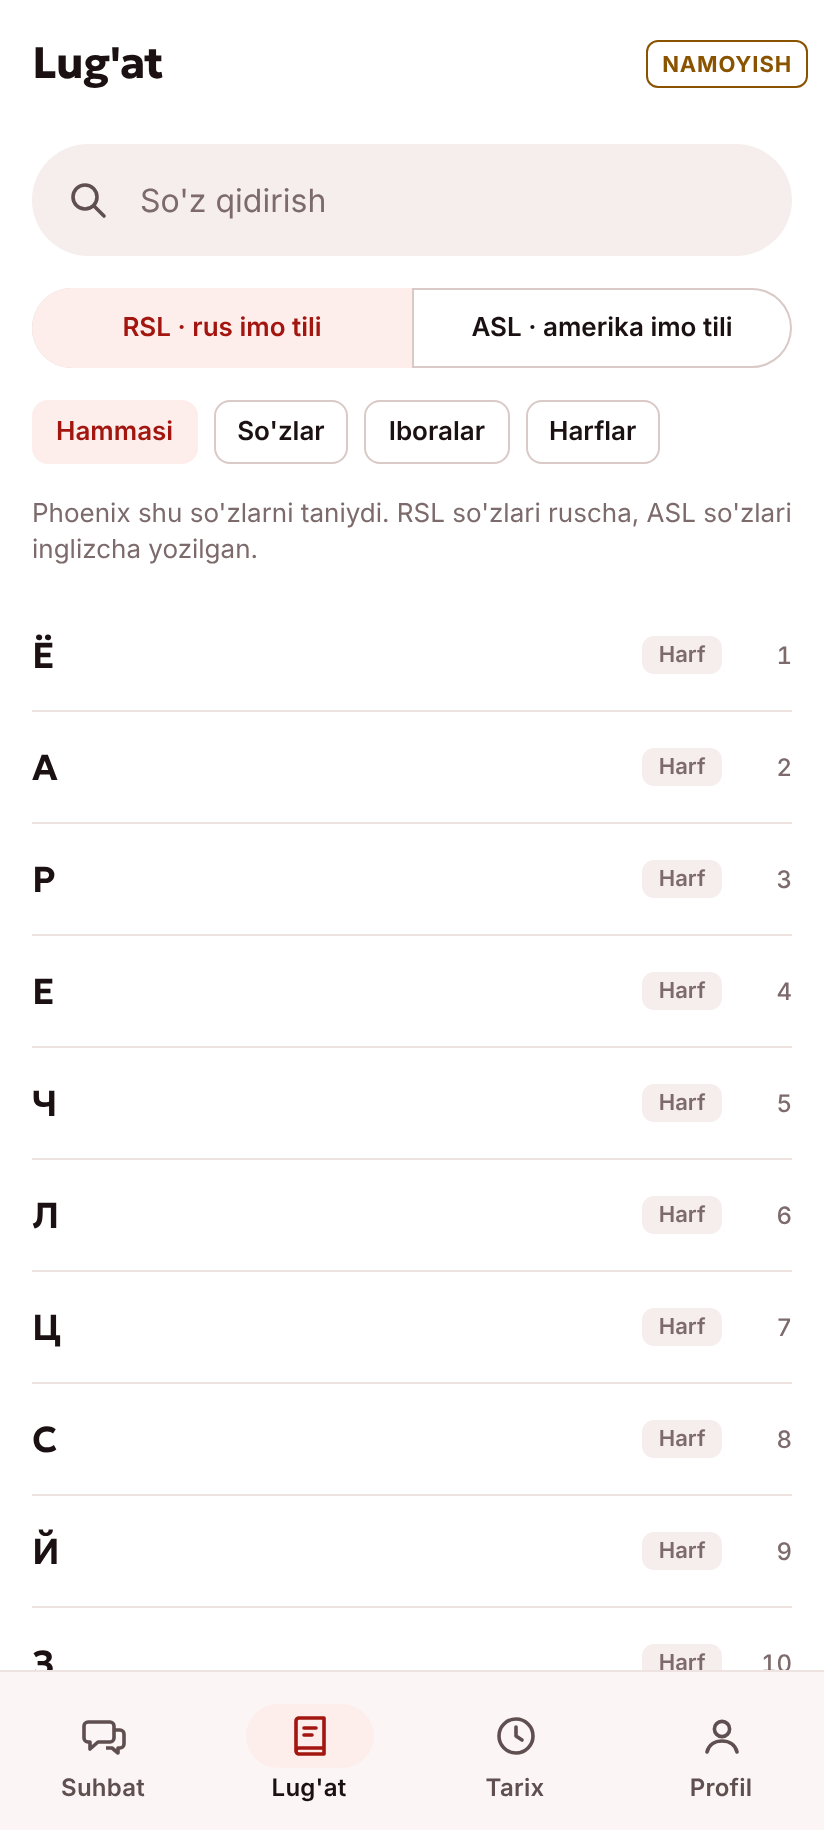 Lug'at
NAMOYISH
So'z qidirish
RSL · rus imo tili
ASL · amerika imo tili
Hammasi
So'zlar
Iboralar
Harflar
Phoenix shu so'zlarni taniydi. RSL so'zlari ruscha, ASL so'zlari
inglizcha yozilgan.
Ё Harf 1
А Harf 2
Р Harf 3
Е Harf 4
Ч Harf 5
Л Harf 6
Ц Harf 7
С Harf 8
Й Harf 9
З Harf 10
Suhbat
Lug'at
Tarix
Profil